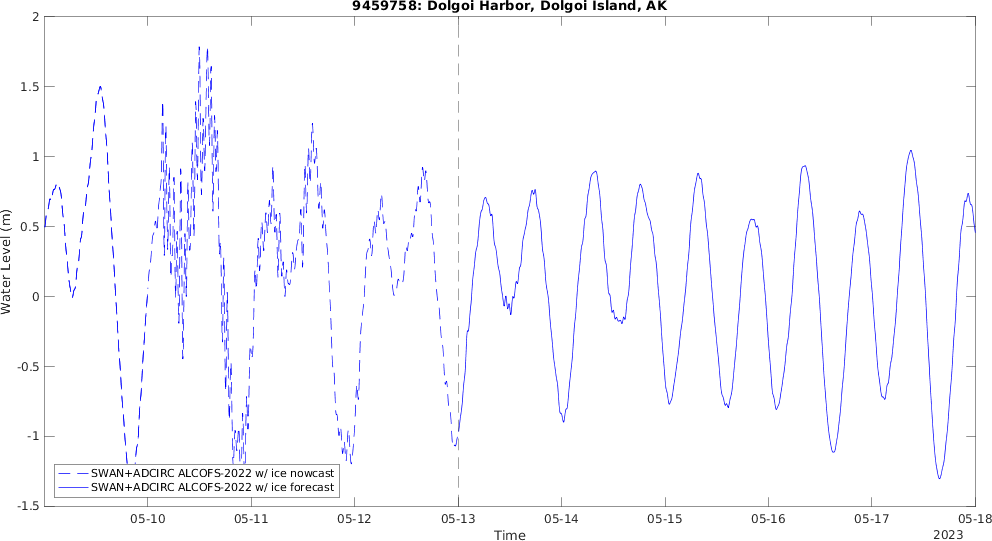 9459758: Dolgoi Harbor, Dolgoi Island, AK
2
1.5
1
0.5
0
-0.5
-1
-1.5
Water Level (m)
SWAN+ADCIRC ALCOFS-2022 w/ ice nowcast
SWAN+ADCIRC ALCOFS-2022 w/ ice forecast
05-10 05-11 05-12 05-13 05-14 05-15 05-16 05-17 05-18
Time
2023